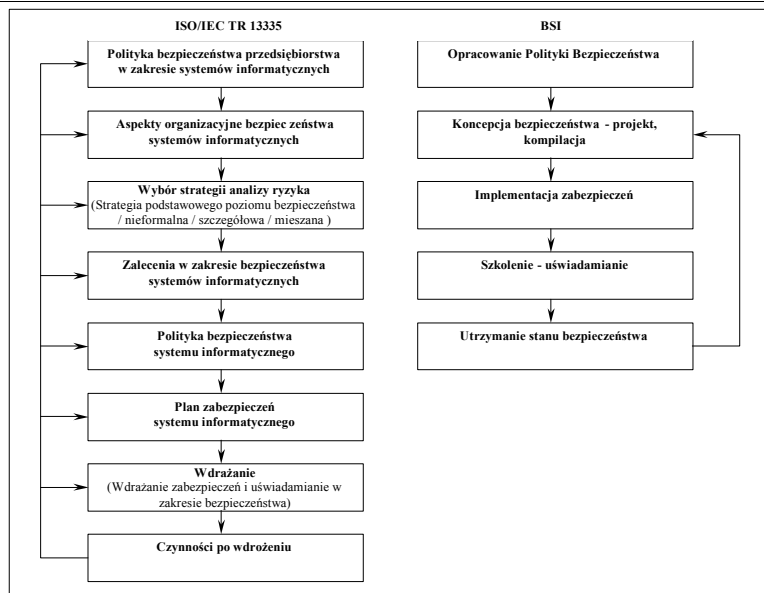 ISO/IEC TR 13335
Polityka bezpieczeństwa przedsiębiorstwa
w zakresie systemów informatycznych
Aspekty organizacyjne bezpiec zeństwa
systemów informatycznych
Wybór strategii analizy ryzyka
(Strategia podstawowego poziomu bezpieczeństwa
/ nieformalna / szczegółowa / mieszana )
Zalecenia w zakresie bezpieczeństwa
systemów informatycznych
Polityka bezpieczeństwa
systemu informatycznego
Plan zabezpieczeń
systemu informatycznego
Wdrażanie
(Wdrażanie zabezpieczeń i uświadamianie w
zakresie bezpieczeństwa)
Czynności po wdrożeniu
BSI
Opracowanie Polityki Bezpieczeństwa
Koncepcja bezpieczeństwa - projekt,
kompilacja
Implementacja zabezpieczeń
Szkolenie - uświadamianie
Utrzymanie stanu bezpieczeństwa